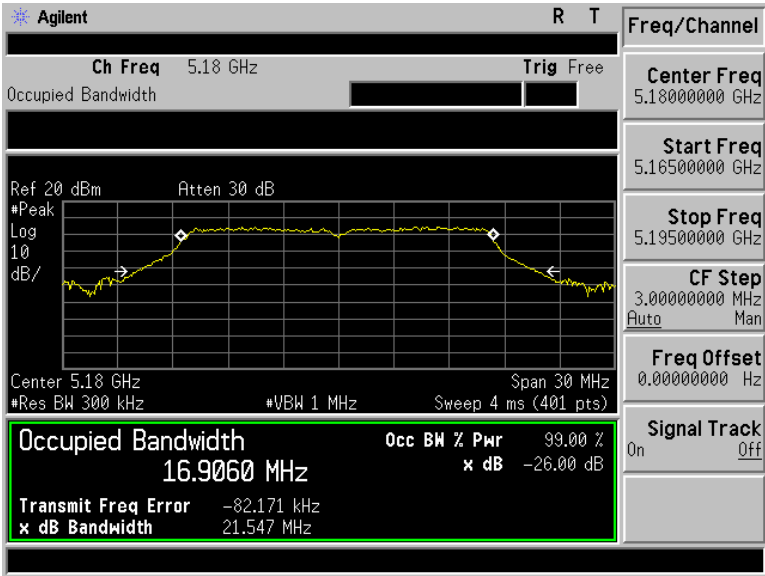 Agilent R T
Ch Freq 5.18 GHz Trig Free
Occupied Bandwidth
Ref 20 dBm Atten 30 dB
#Peak
Log
10
dB/
Center 5.18 GHz Span 30 MHz
#Res BW 300 kHz #VBW 1 MHz Sweep 4 ms (401 pts)
Occupied Bandwidth
16.9060 MHz
Occ BW % Pwr 99.00 %
x dB -26.00 dB
Transmit Freq Error -82.171 kHz
x dB Bandwidth 21.547 MHz
Freq/Channel
Center Freq
5.18000000 GHz
Start Freq
5.16500000 GHz
Stop Freq
5.19500000 GHz
CF Step
3.00000000 MHz
Auto Man
Freq Offset
0.00000000 Hz
Signal Track
On Off